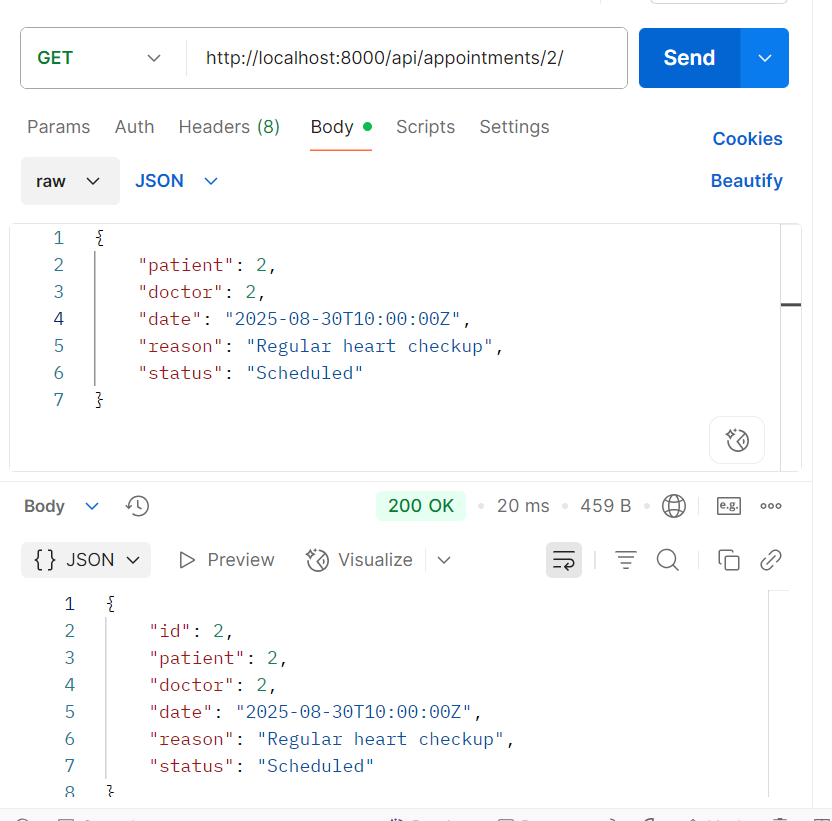 GET http://localhost:8000/api/appointments/2/ Send
Params Auth Headers (8) Body Scripts Settings Cookies
raw JSON Beautify
1 {
2 "patient": 2,
3 "doctor": 2,
4 "date": "2025-08-30T10:00:00Z",
5 "reason": "Regular heart checkup",
6 "status": "Scheduled"
7 }
Body 200 OK 20 ms 459 B e.g.
{} JSON Preview Visualize
1 {
2 "id": 2,
3 "patient": 2,
4 "doctor": 2,
5 "date": "2025-08-30T10:00:00Z",
6 "reason": "Regular heart checkup",
7 "status": "Scheduled"
8 }